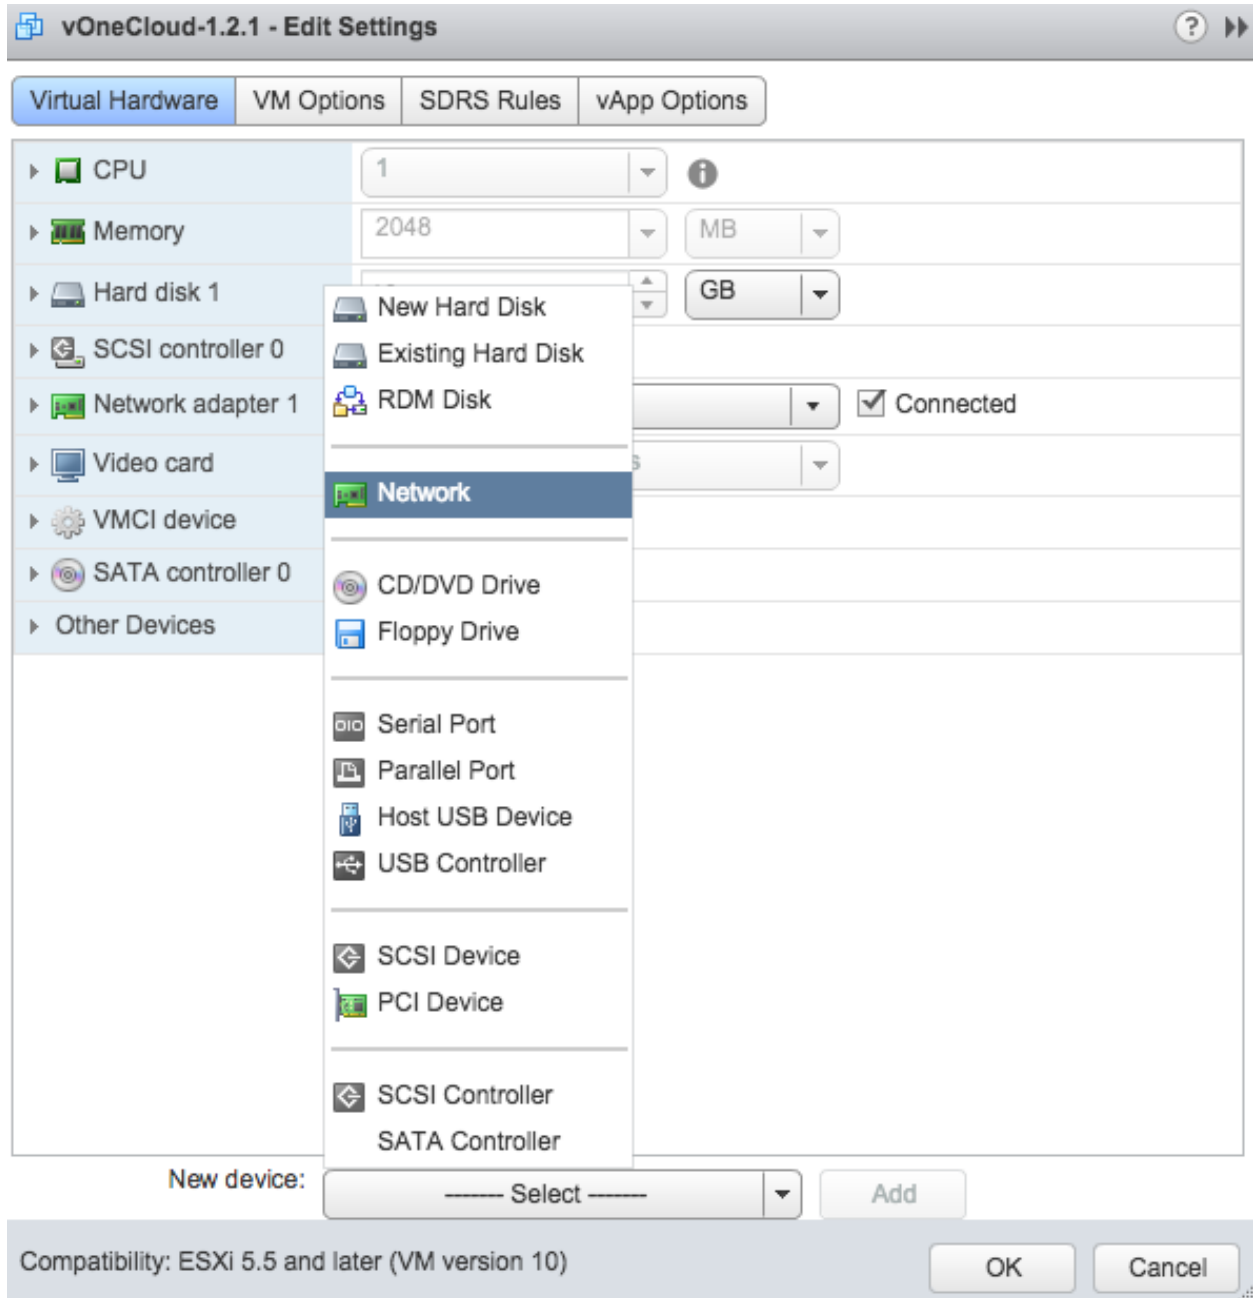 vOneCloud-1.2.1 - Edit Settings
Virtual Hardware VM Options SDRS Rules vApp Options
CPU 1
Memory 2048 MB
Hard disk 1 GB
SCSI controller 0
Network adapter 1 Connected
Video card
VMCI device
SATA controller 0
Other Devices
New Hard Disk
Existing Hard Disk
RDM Disk
Network
CD/DVD Drive
Floppy Drive
Serial Port
Parallel Port
Host USB Device
USB Controller
SCSI Device
PCI Device
SCSI Controller
SATA Controller
New device: ------- Select ------- Add
Compatibility: ESXi 5.5 and later (VM version 10) OK Cancel